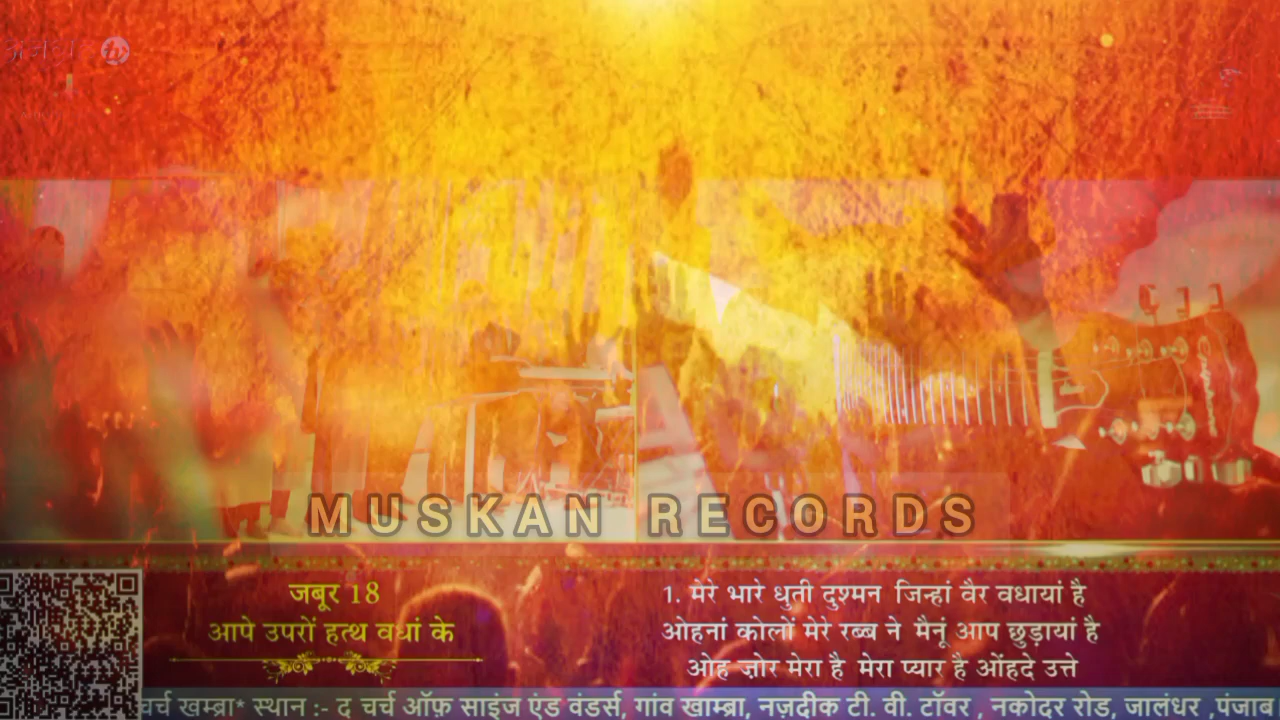 MUSKAN RECORDS
जबूर 18
आपे उपरों हत्थ वधां के
1. मेरे भारे धुती दुश्मन जिन्हां वैर वधायां है
ओहनां कोलों मेरे रब्ब ने मैनूं आप छुड़ायां है
ओह ज़ोर मेरा है मेरा प्यार है ओंहदे उत्ते
चर्च खम्ब्रा* स्थान :- द चर्च ऑफ़ साइंज एंड वंडर्स, गांव खाम्ब्रा, नज़दीक टी. वी. टॉवर , नकोदर रोड, जालंधर ,पंजाब